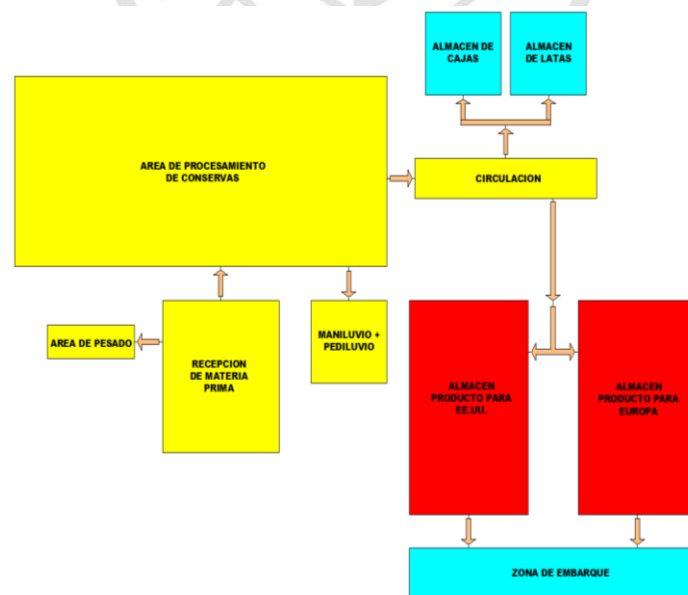 ALMACEN DE
CAJAS
ALMACEN
DE LATAS
AREA DE PROCESAMIENTO
DE CONSERVAS
CIRCULACION
AREA DE PESADO
RECEPCION
DE MATERIA
PRIMA
MANILUVIO +
PEDILUVIO
ALMACEN
PRODUCTO PARA
EE.UU.
ALMACEN
PRODUCTO PARA
EUROPA
ZONA DE EMBARQUE